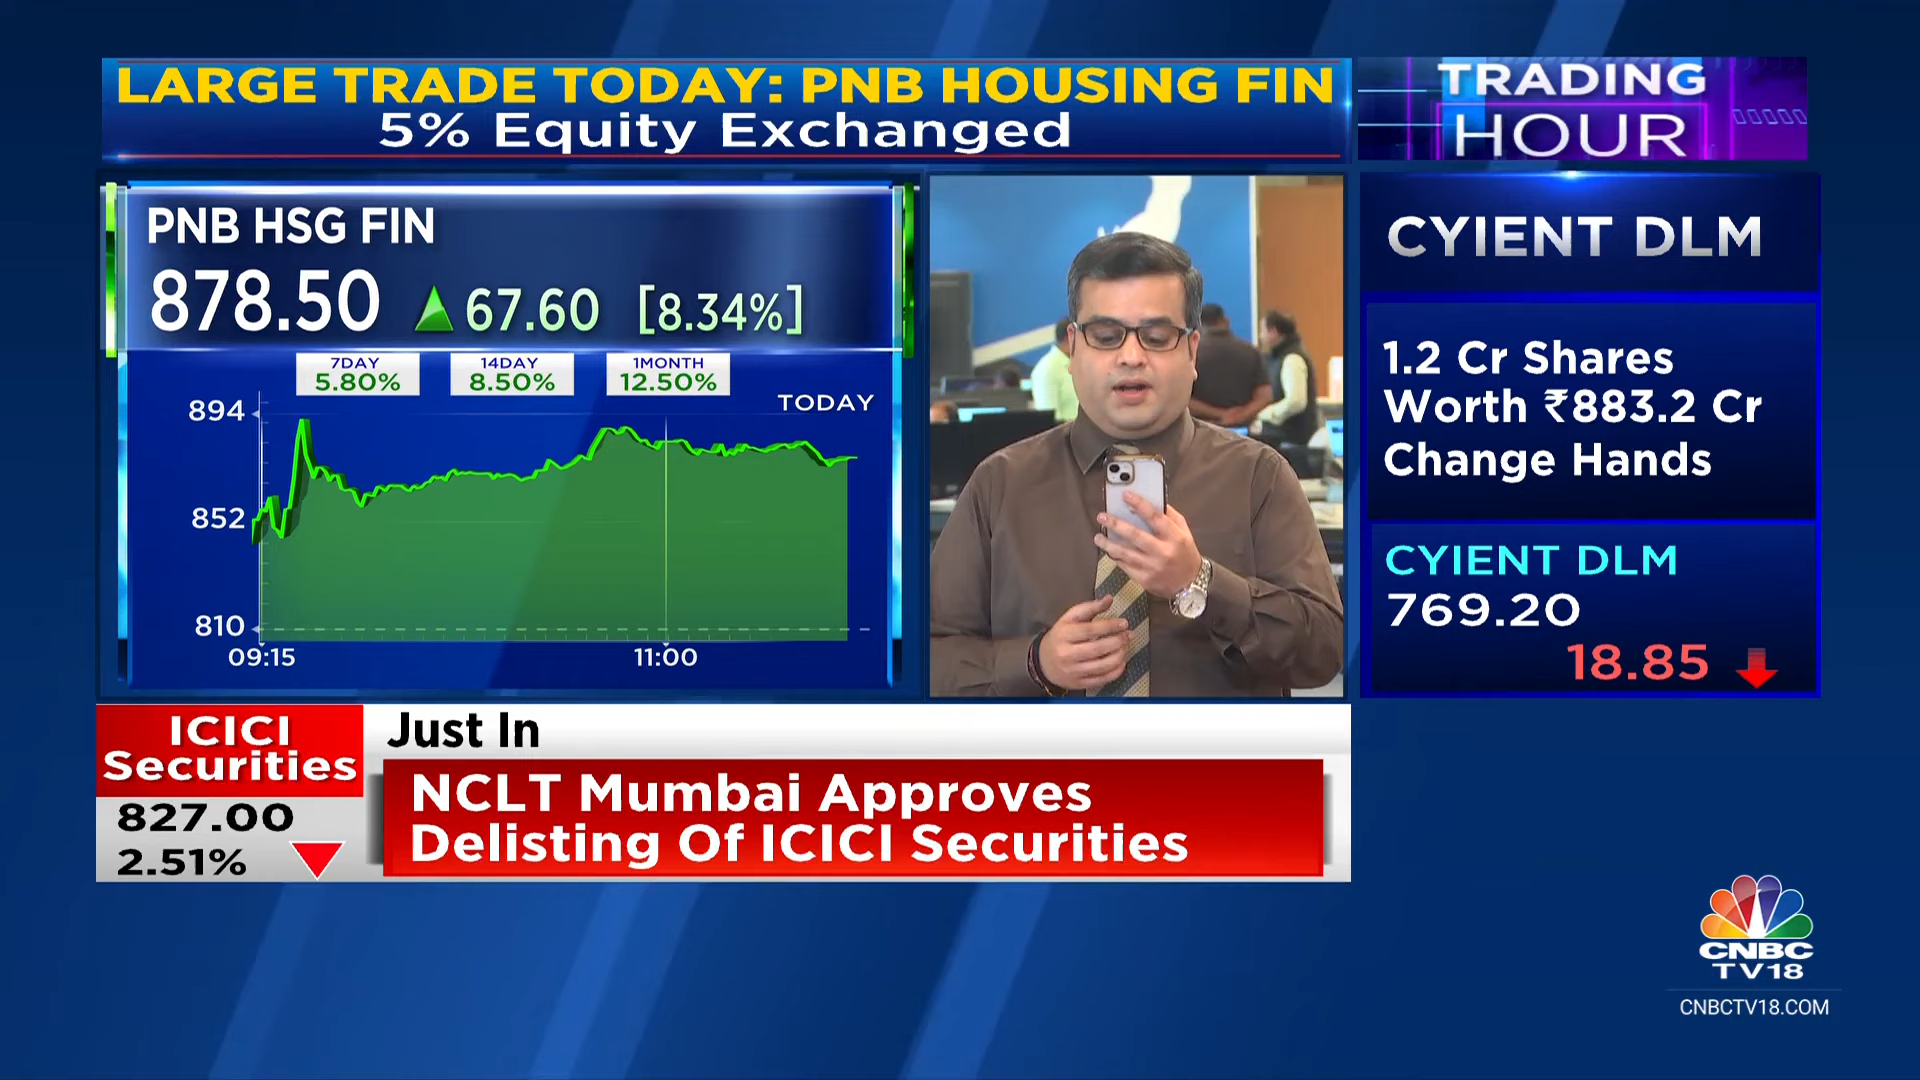 LARGE TRADE TODAY: PNB HOUSING FIN
5% Equity Exchanged
TRADING
HOUR
PNB HSG FIN
878.50 ▲ 67.60 [8.34%]
7DAY
5.80%
14DAY
8.50%
1MONTH
12.50%
TODAY
894
852
810
09:15
11:00
CYIENT DLM
1.2 Cr Shares
Worth ₹883.2 Cr
Change Hands
CYIENT DLM
769.20
18.85
ICICI
Securities
827.00
2.51%
Just In
NCLT Mumbai Approves
Delisting Of ICICI Securities
CNBC
TV18
CNBCTV18.COM